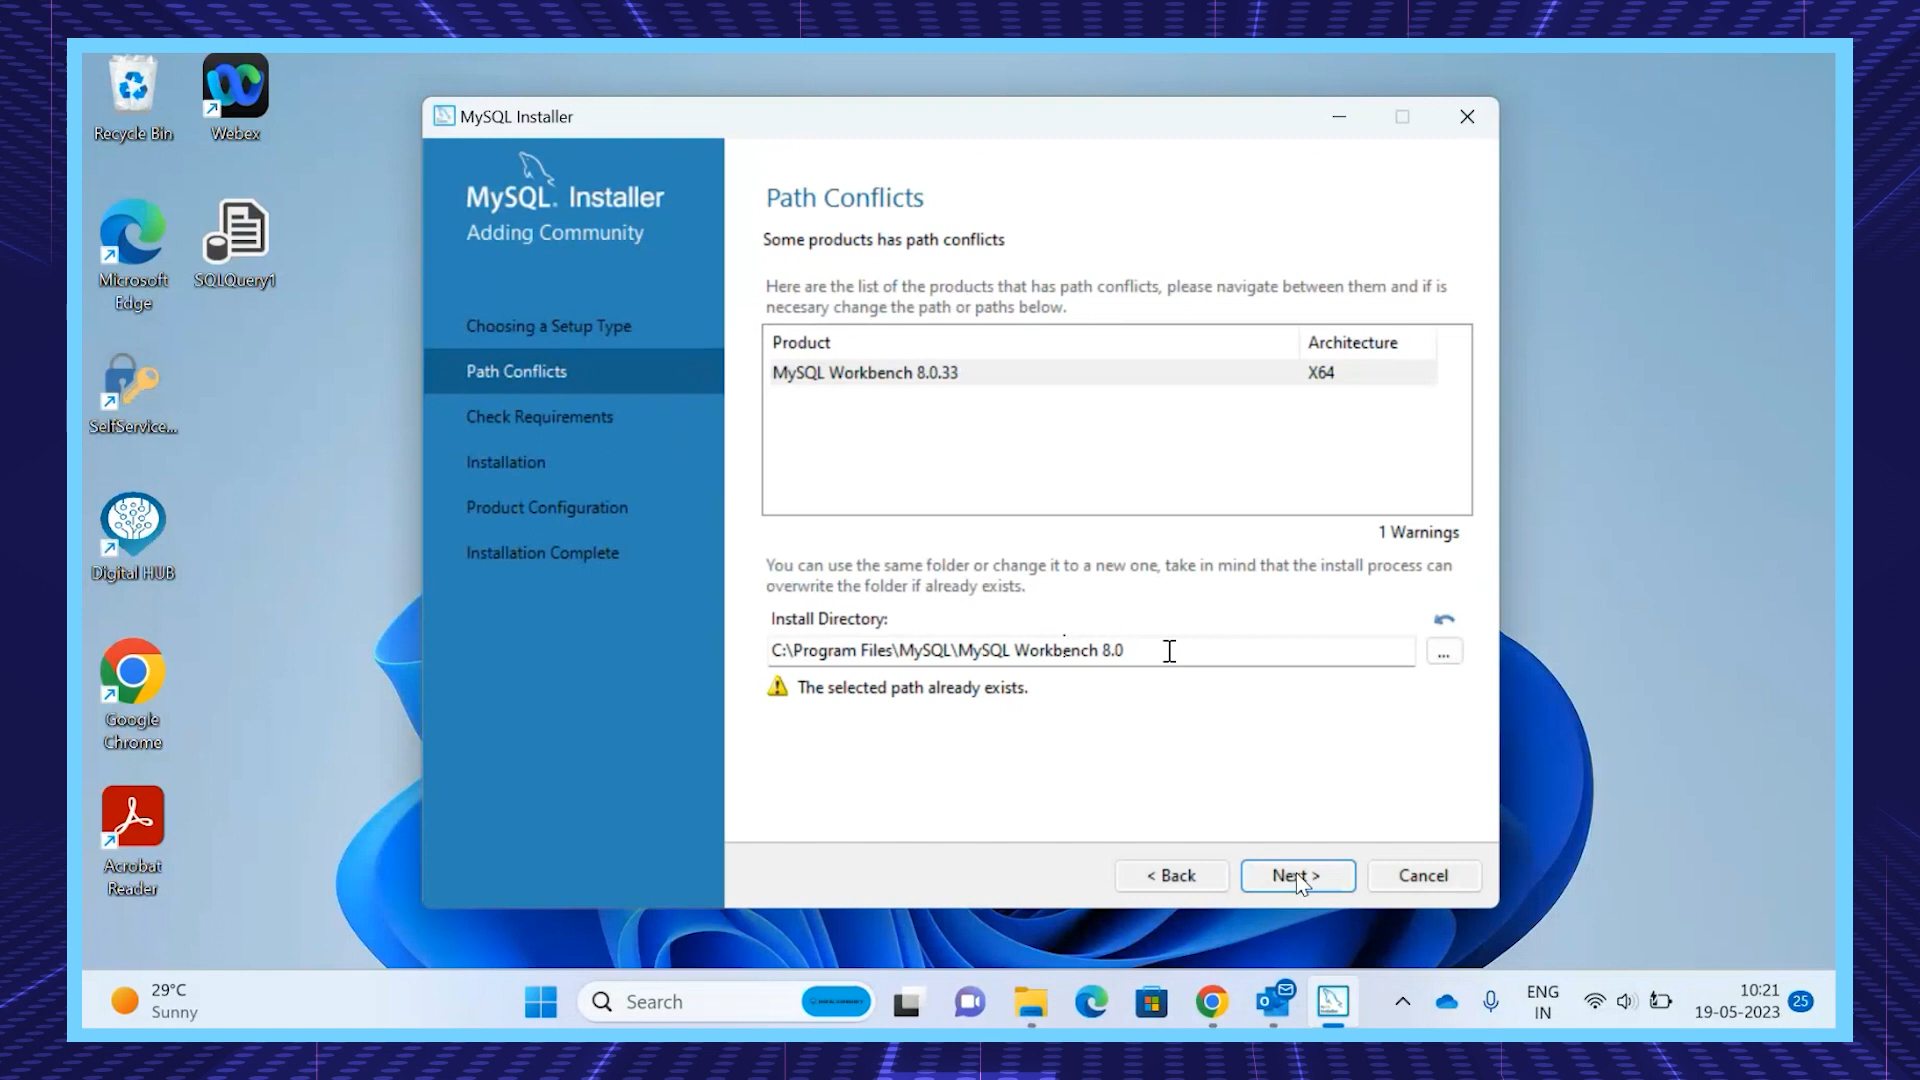 Recycle Bin
Webex
Microsoft
Edge
SQLQuery1
SelfService...
Digital HUB
Google
Chrome
Acrobat
Reader
MySQL Installer
MySQL. Installer
Adding Community
Choosing a Setup Type
Path Conflicts
Check Requirements
Installation
Product Configuration
Installation Complete
Path Conflicts
Some products has path conflicts
Here are the list of the products that has path conflicts, please navigate between them and if is
necesary change the path or paths below.
Product Architecture
MySQL Workbench 8.0.33 X64
1 Warnings
You can use the same folder or change it to a new one, take in mind that the install process can
overwrite the folder if already exists.
Install Directory:
C:\Program Files\MySQL\MySQL Workbench 8.0
...
The selected path already exists.
< Back
Next >
Cancel
29°C
Sunny
Search
ENG
IN
10:21
19-05-2023
25